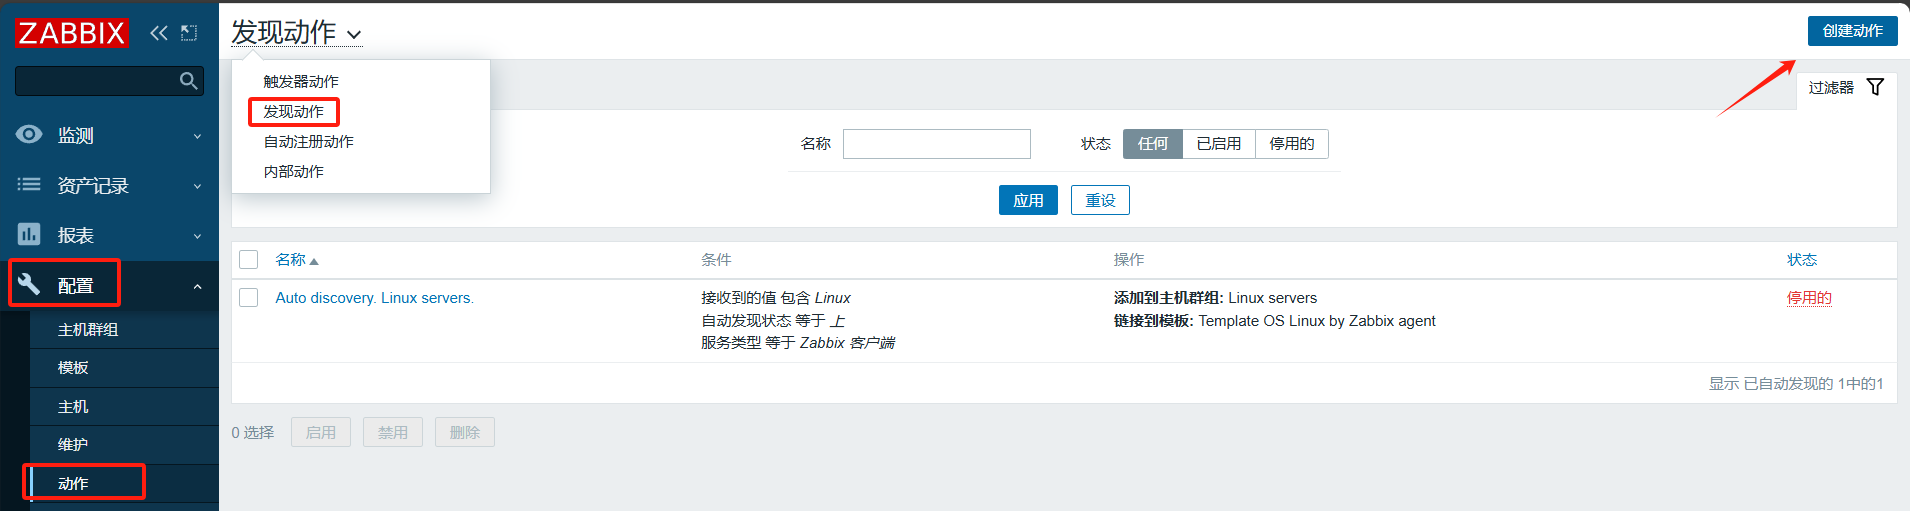 ZABBIX
发现动作
创建动作
触发器动作
发现动作
自动注册动作
内部动作
过滤器
名称
状态 任何 已启用 停用的
应用 重设
监测
资产记录
报表
配置
主机群组
模板
主机
维护
动作
名称 条件 操作 状态
Auto discovery. Linux servers. 接收到的值 包含 Linux 添加到主机群组: Linux servers 停用的
自动发现状态 等于 上 链接到模板: Template OS Linux by Zabbix agent
服务类型 等于 Zabbix 客户端
显示 已自动发现的 1中的1
0 选择 启用 禁用 删除